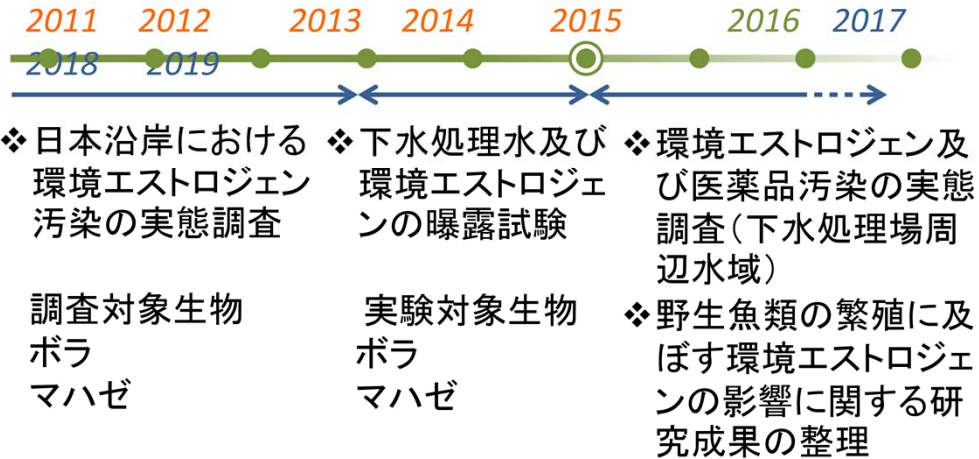 2011 2012 2013 2014 2015 2016 2017
2018 2019
❖日本沿岸における
環境エストロジェン
汚染の実態調査
調査対象生物
ボラ
マハゼ
❖下水処理水及び
環境エストロジェ
ンの曝露試験
実験対象生物
ボラ
マハゼ
❖環境エストロジェン及
び医薬品汚染の実態
調査(下水処理場周
辺水域)
❖野生魚類の繁殖に及
ぼす環境エストロジェ
ンの影響に関する研
究成果の整理